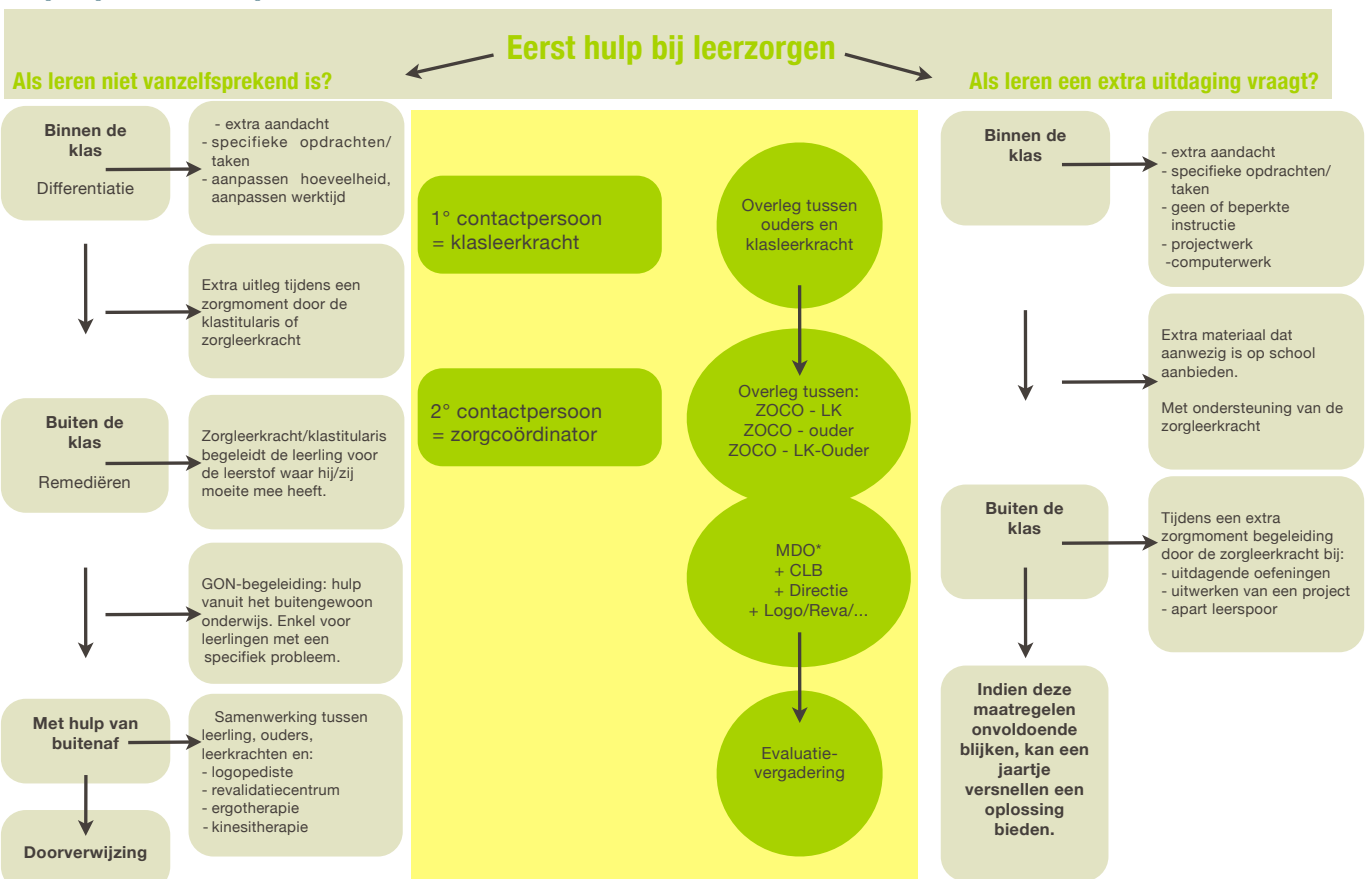 Eerst hulp bij leerzorgen
Als leren niet vanzelfsprekend is?
Als leren een extra uitdaging vraagt?
Binnen de
klas
Differentiatie
- extra aandacht
- specifieke opdrachten/
taken
- aanpassen hoeveelheid,
aanpassen werktijd
Extra uitleg tijdens een
zorgmoment door de
klastitularis of
zorgleerkracht
Buiten de
klas
Remediëren
Zorgleerkracht/klastitularis
begeleidt de leerling voor
de leerstof waar hij/zij
moeite mee heeft.
GON-begeleiding: hulp
vanuit het buitengewoon
onderwijs. Enkel voor
leerlingen met een
specifiek probleem.
Met hulp van
buitenaf
Samenwerking tussen
leerling, ouders,
leerkrachten en:
- logopediste
- revalidatiecentrum
- ergotherapie
- kinesitherapie
Doorverwijzing
1° contactpersoon
= klasleerkracht
2° contactpersoon
= zorgcoördinator
Overleg tussen
ouders en
klasleerkracht
Overleg tussen:
ZOCO - LK
ZOCO - ouder
ZOCO - LK-Ouder
MDO*
+ CLB
+ Directie
+ Logo/Reva/...
Evaluatie-
vergadering
Binnen de
klas
- extra aandacht
- specifieke opdrachten/
taken
- geen of beperkte
instructie
- projectwerk
-computerwerk
Extra materiaal dat
aanwezig is op school
aanbieden.
Met ondersteuning van de
zorgleerkracht
Buiten de
klas
Tijdens een extra
zorgmoment begeleiding
door de zorgleerkracht bij:
- uitdagende oefeningen
- uitwerken van een project
- apart leerspoor
Indien deze
maatregelen
onvoldoende
blijken, kan een
jaartje
versnellen een
oplossing
bieden.